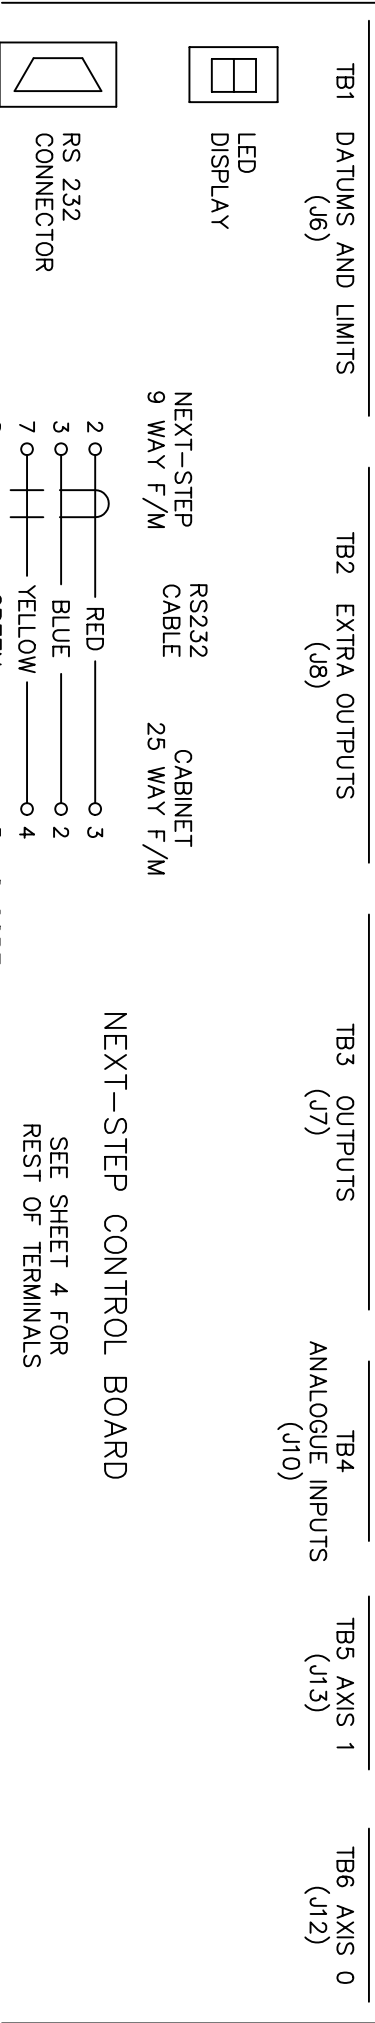 TB1 DATUMS AND LIMITS
(J6)
TB2 EXTRA OUTPUTS
(J8)
TB3 OUTPUTS
(J7)
TB4
ANALOGUE INPUTS
(J10)
TB5 AXIS 1
(J13)
TB6 AXIS 0
(J12)
LED
DISPLAY
RS 232
CONNECTOR
NEXT-STEP
9 WAY F/M
RS232
CABLE
CABINET
25 WAY F/M
2 RED 3
3 BLUE 2
7 YELLOW 4
NEXT-STEP CONTROL BOARD
SEE SHEET 4 FOR
REST OF TERMINALS